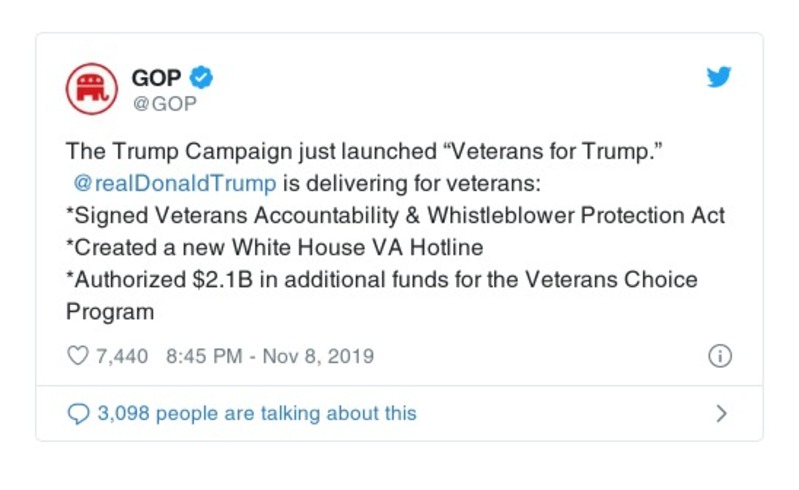 GOP
@GOP
The Trump Campaign just launched “Veterans for Trump.”
@realDonaldTrump is delivering for veterans:
*Signed Veterans Accountability & Whistleblower Protection Act
*Created a new White House VA Hotline
*Authorized $2.1B in additional funds for the Veterans Choice
Program
7,440 8:45 PM - Nov 8, 2019
3,098 people are talking about this